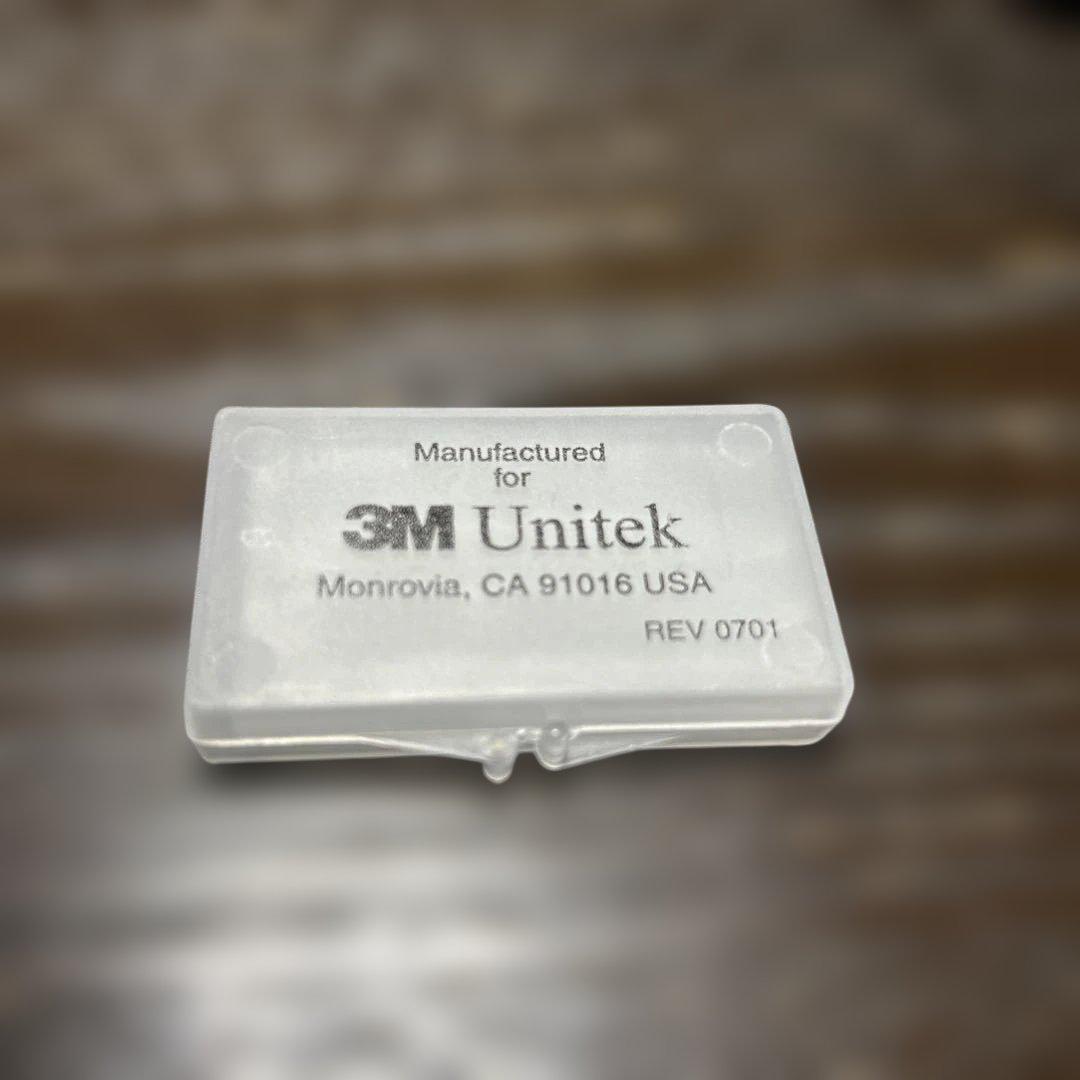 Manufactured
for
3M Unitek
Monrovia, CA 91016 USA
REV 0701